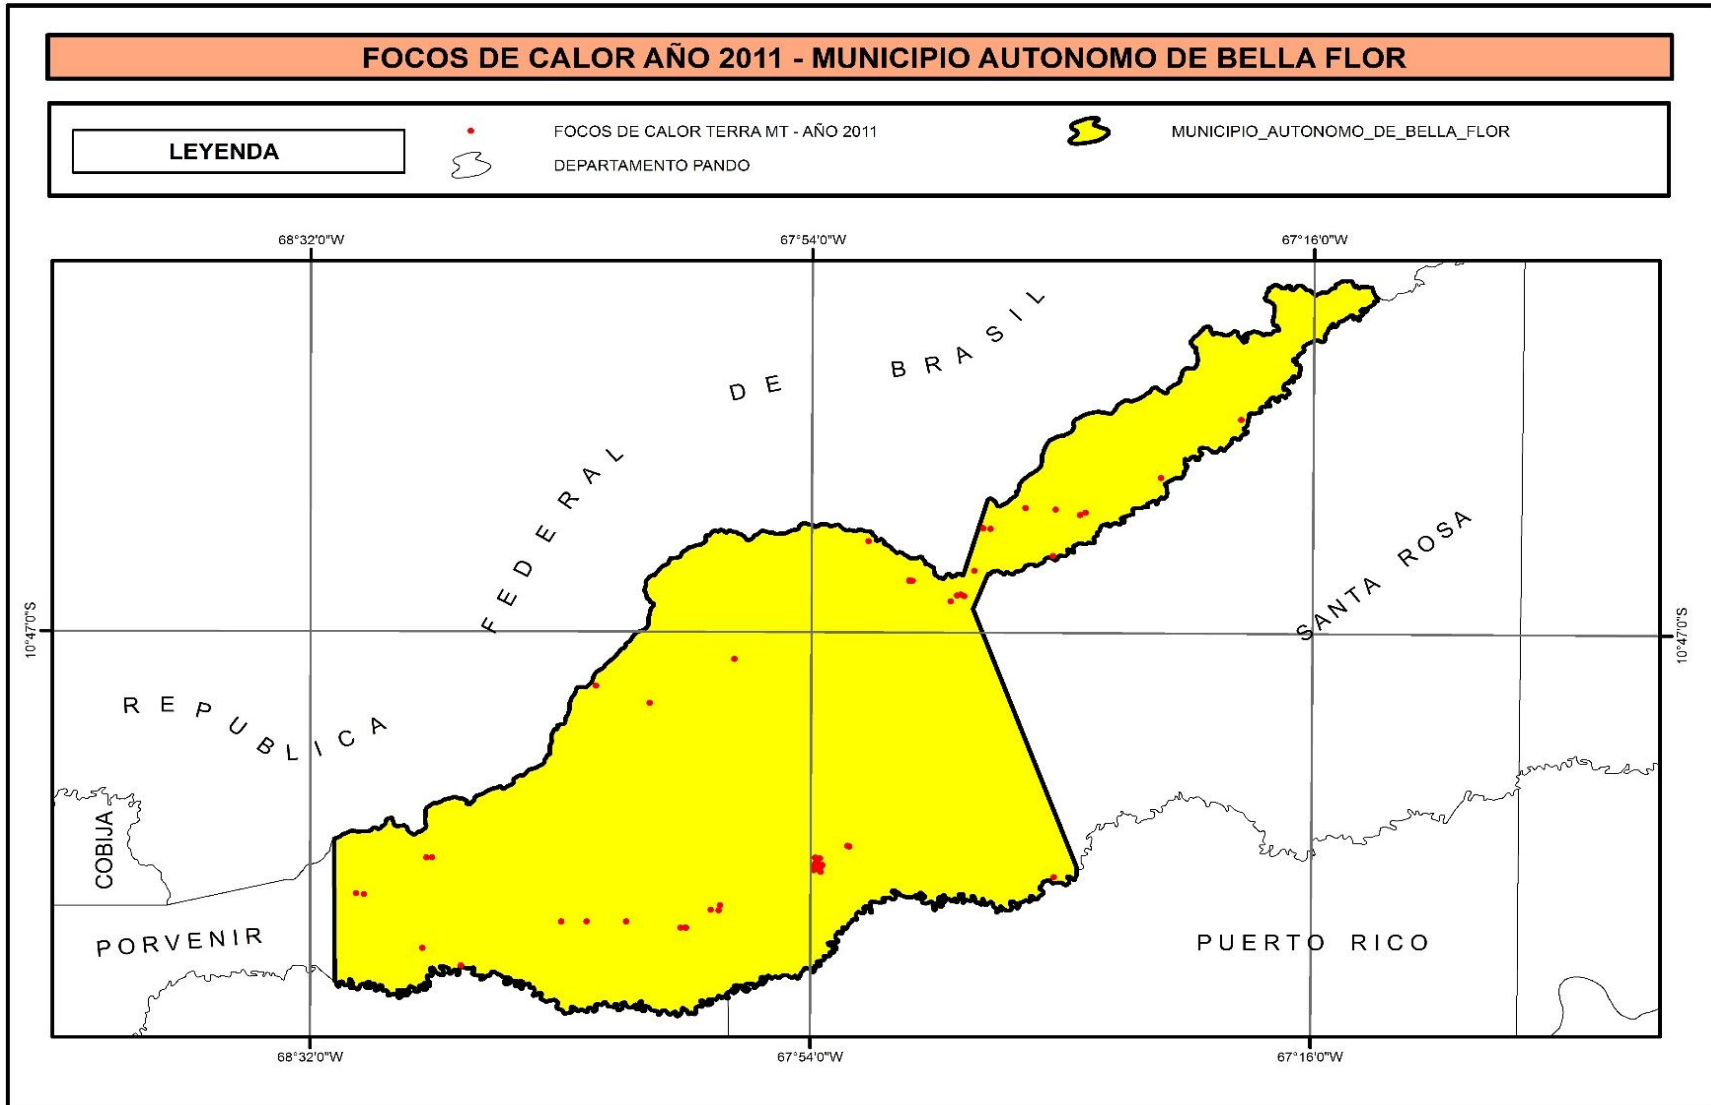 FOCOS DE CALOR AÑO 2011 - MUNICIPIO AUTONOMO DE BELLA FLOR
LEYENDA
FOCOS DE CALOR TERRA MT - AÑO 2011
DEPARTAMENTO PANDO
MUNICIPIO_AUTONOMO_DE_BELLA_FLOR
68°32'0"W
67°54'0"W
67°16'0"W
REPUBLICA FEDERAL DE BRASIL
10°47'0"S
10°47'0"S
SANTA ROSA
COBIJA
PORVENIR
PUERTO RICO
68°32'0"W
67°54'0"W
67°16'0"W